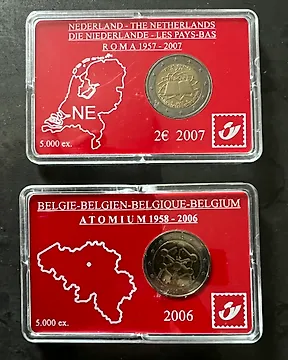 NEDERLAND - THE NETHERLANDS
DIE NIEDERLANDE - LES PAYS-BAS
ROMA 1957 - 2007
NE
5.000 ex.
2€ 2007
BELGIE-BELGIEN-BELGIQUE-BELGIUM
ATOMIUM 1958 - 2006
5.000 ex.
2006